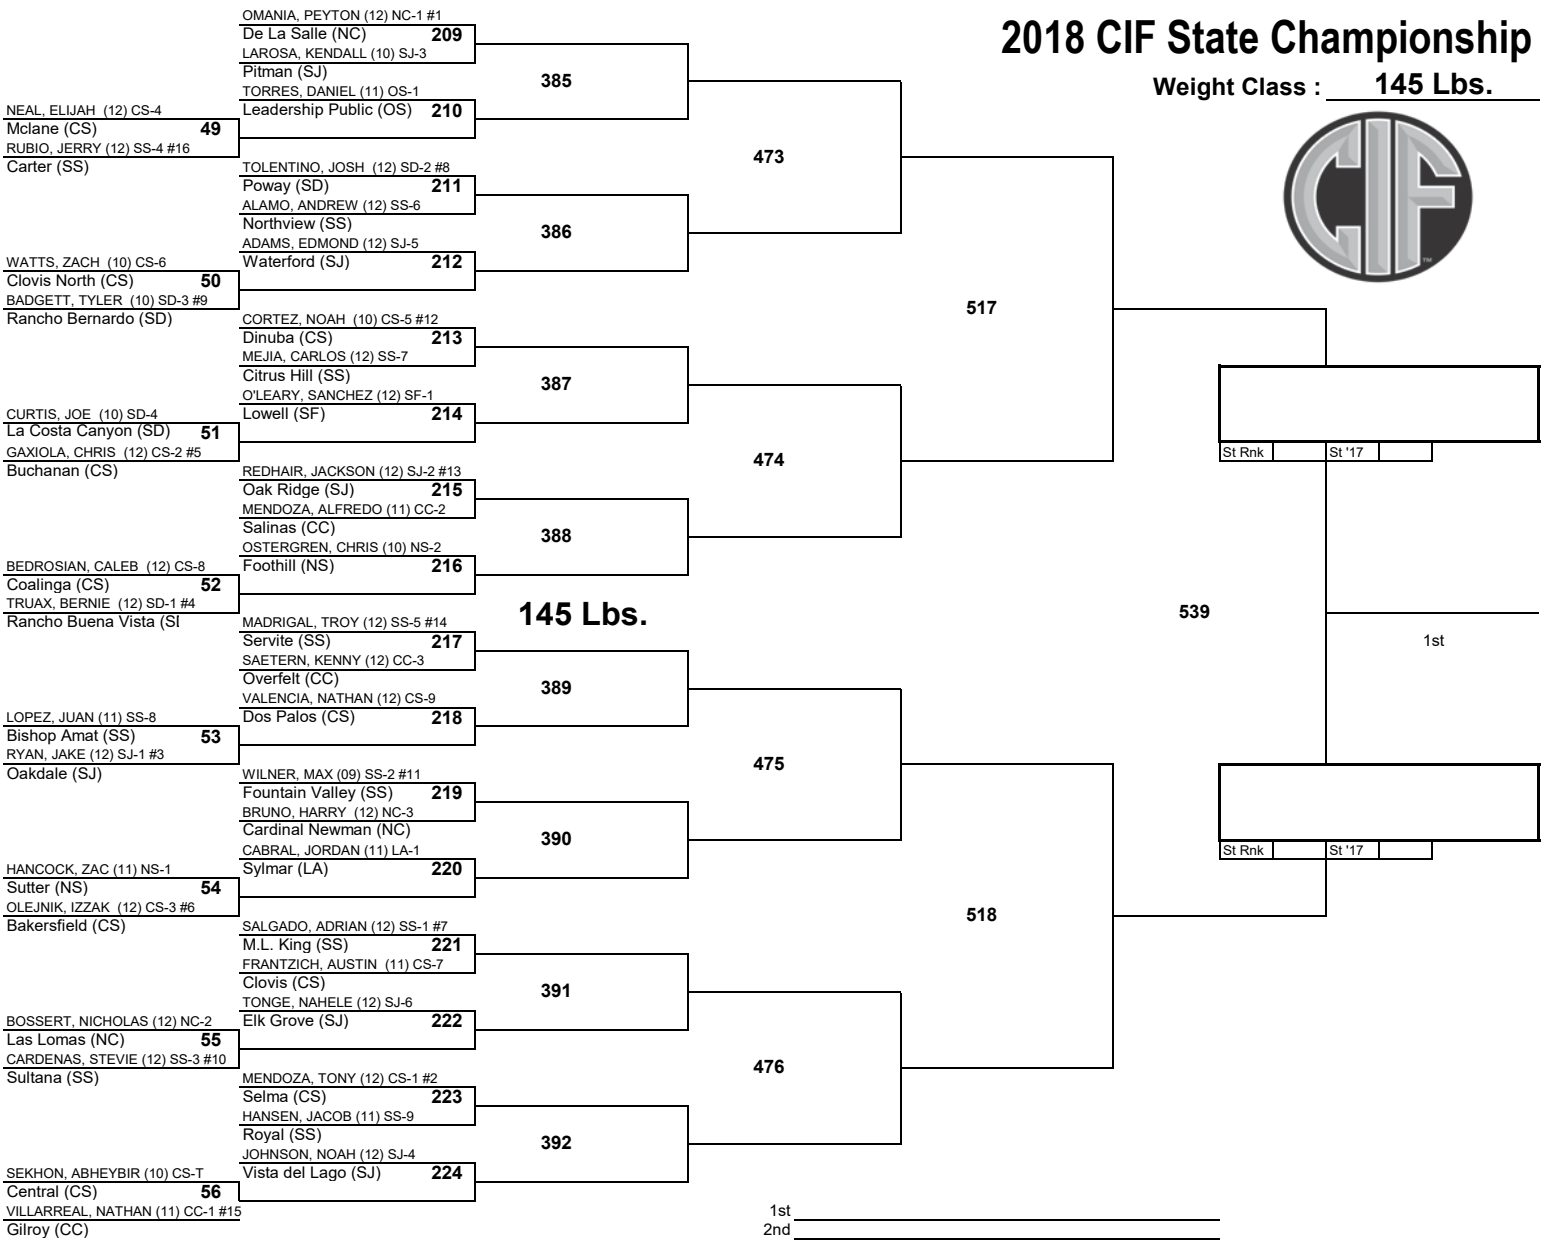 2018 CIF State Championship
Weight Class : 145 Lbs.
CIF
TM
NEAL, ELIJAH (12) CS-4
Mclane (CS) 49
RUBIO, JERRY (12) SS-4 #16
Carter (SS)
WATTS, ZACH (10) CS-6
Clovis North (CS) 50
BADGETT, TYLER (10) SD-3 #9
Rancho Bernardo (SD)
CURTIS, JOE (10) SD-4
La Costa Canyon (SD) 51
GAXIOLA, CHRIS (12) CS-2 #5
Buchanan (CS)
BEDROSIAN, CALEB (12) CS-8
Coalinga (CS) 52
TRUAX, BERNIE (12) SD-1 #4
Rancho Buena Vista (SI
LOPEZ, JUAN (11) SS-8
Bishop Amat (SS) 53
RYAN, JAKE (12) SJ-1 #3
Oakdale (SJ)
HANCOCK, ZAC (11) NS-1
Sutter (NS) 54
OLEJNIK, IZZAK (12) CS-3 #6
Bakersfield (CS)
BOSSERT, NICHOLAS (12) NC-2
Las Lomas (NC) 55
CARDENAS, STEVIE (12) SS-3 #10
Sultana (SS)
SEKHON, ABHEYBIR (10) CS-T
Central (CS) 56
VILLARREAL, NATHAN (11) CC-1 #15
Gilroy (CC)
OMANIA, PEYTON (12) NC-1 #1
De La Salle (NC) 209
LAROSA, KENDALL (10) SJ-3
Pitman (SJ)
TORRES, DANIEL (11) OS-1
Leadership Public (OS) 210
TOLENTINO, JOSH (12) SD-2 #8
Poway (SD) 211
ALAMO, ANDREW (12) SS-6
Northview (SS)
ADAMS, EDMOND (12) SJ-5
Waterford (SJ) 212
CORTEZ, NOAH (10) CS-5 #12
Dinuba (CS) 213
MEJIA, CARLOS (12) SS-7
Citrus Hill (SS)
O'LEARY, SANCHEZ (12) SF-1
Lowell (SF) 214
REDHAIR, JACKSON (12) SJ-2 #13
Oak Ridge (SJ) 215
MENDOZA, ALFREDO (11) CC-2
Salinas (CC)
OSTERGREN, CHRIS (10) NS-2
Foothill (NS) 216
MADRIGAL, TROY (12) SS-5 #14
Servite (SS) 217
SAETERN, KENNY (12) CC-3
Overfelt (CC)
VALENCIA, NATHAN (12) CS-9
Dos Palos (CS) 218
WILNER, MAX (09) SS-2 #11
Fountain Valley (SS) 219
BRUNO, HARRY (12) NC-3
Cardinal Newman (NC)
CABRAL, JORDAN (11) LA-1
Sylmar (LA) 220
SALGADO, ADRIAN (12) SS-1 #7
M.L. King (SS) 221
FRANTZICH, AUSTIN (11) CS-7
Clovis (CS)
TONGE, NAHELE (12) SJ-6
Elk Grove (SJ) 222
MENDOZA, TONY (12) CS-1 #2
Selma (CS) 223
HANSEN, JACOB (11) SS-9
Royal (SS)
JOHNSON, NOAH (12) SJ-4
Vista del Lago (SJ) 224
385
386
387
388
145 Lbs.
389
390
391
392
473
474
475
476
517
518
St Rnk St '17
539
1st
St Rnk St '17
1st
2nd